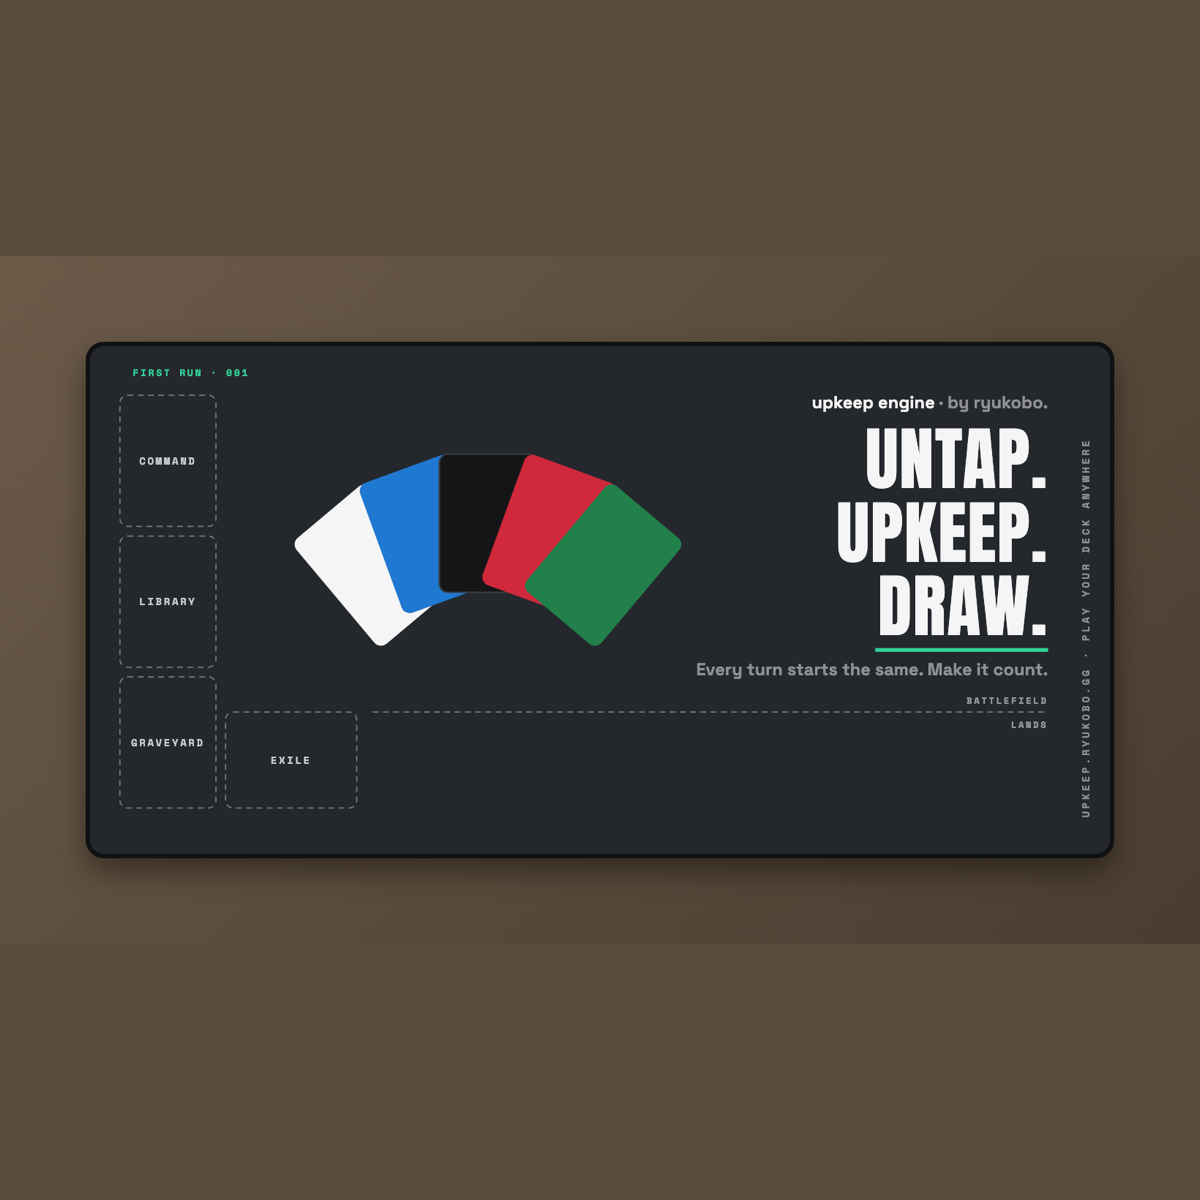 FIRST RUN · 001
COMMAND
LIBRARY
GRAVEYARD
EXILE
upkeep engine · by ryukobo.
UNTAP.
UPKEEP.
DRAW.
Every turn starts the same. Make it count.
BATTLEFIELD
LANDS
UPKEEP.RYUKOBO.GG · PLAY YOUR DECK ANYWHERE